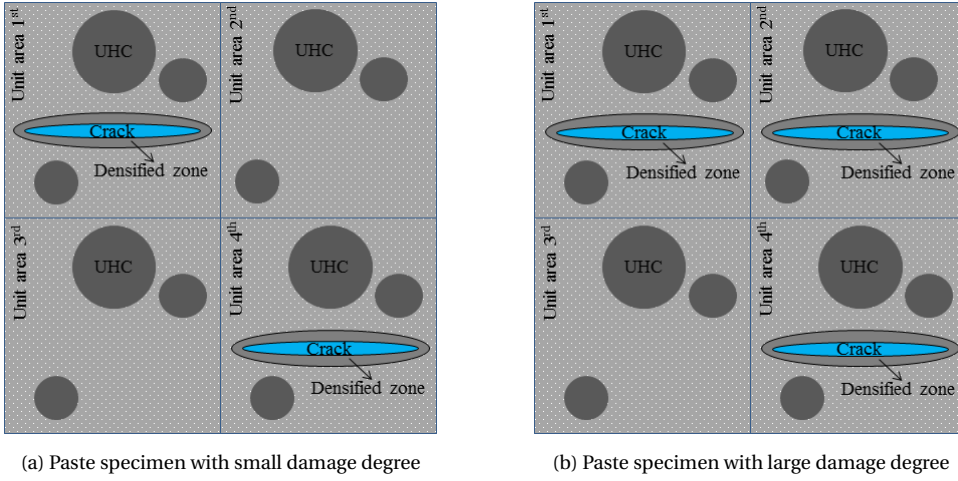 Unit area 1st
UHC
Crack
Densified zone
Unit area 2nd
UHC
Unit area 3rd
UHC
Unit area 4th
UHC
Crack
Densified zone
(a) Paste specimen with small damage degree
Unit area 1st
UHC
Crack
Densified zone
Unit area 2nd
UHC
Crack
Densified zone
Unit area 3rd
UHC
Unit area 4th
UHC
Crack
Densified zone
(b) Paste specimen with large damage degree